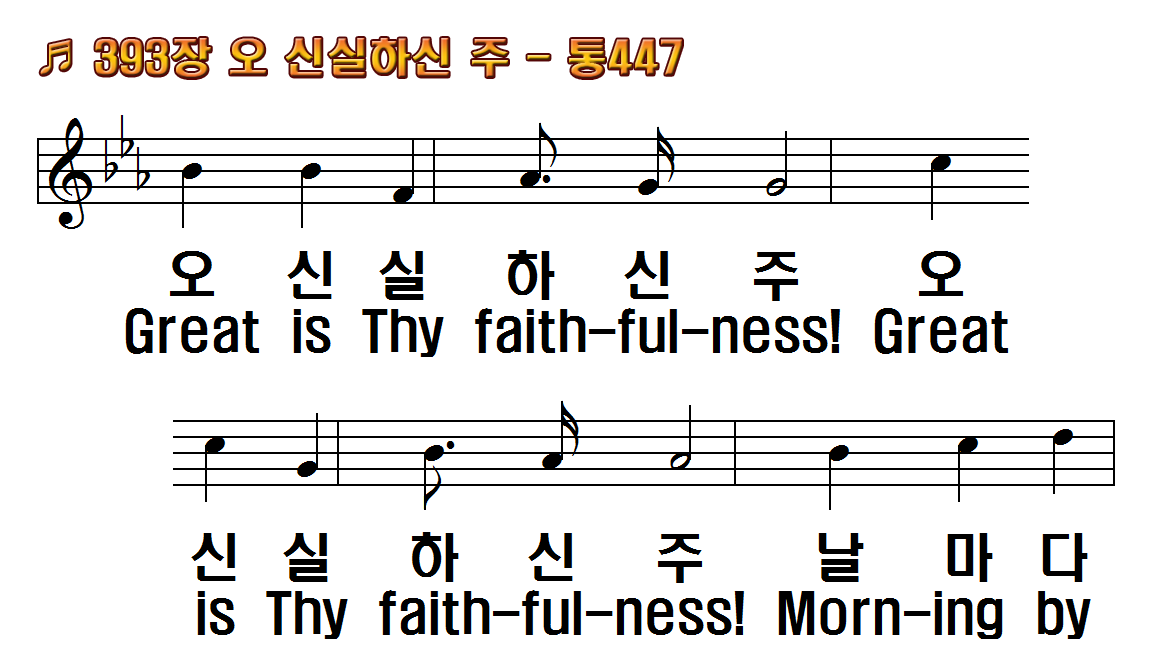 ♬ 393장 오 신실하신 주 - 통447
오 신 실 하 신 주 오
Great is Thy faith-ful-ness! Great
신 실 하 신 주 날 마 다
is Thy faith-ful-ness! Morn-ing by